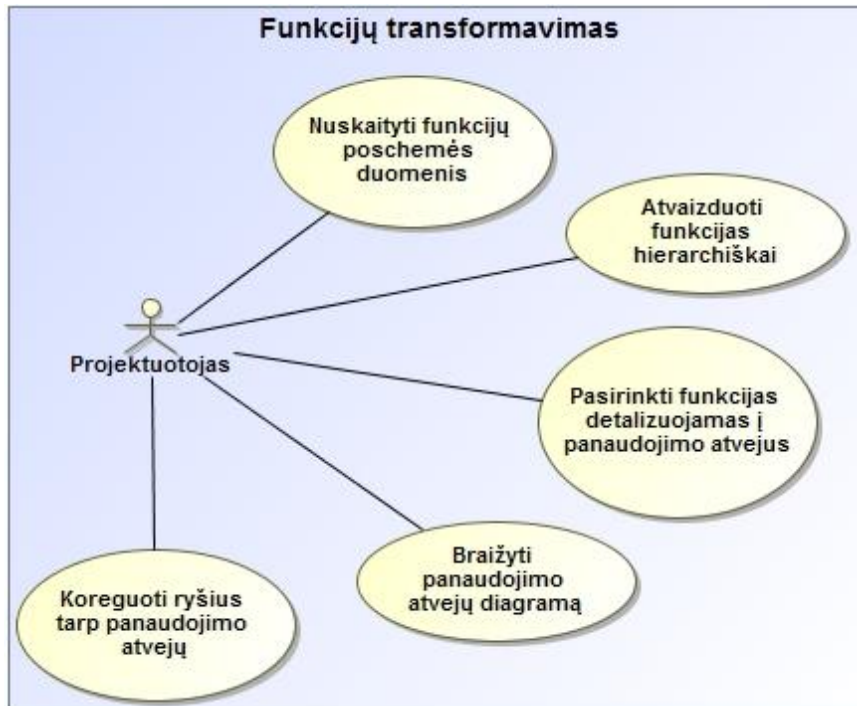 Funkcijų transformavimas
Nuskaityti funkcijų
poschemės
duomenis
Atvaizduoti
funkcijas
hierarchiškai
Projektuotojas
Pasirinkti funkcijas
detalizuojamas į
panaudojimo atvejus
Braižyti
panaudojimo
atvejų diagramą
Koreguoti ryšius
tarp panaudojimo
atvejų